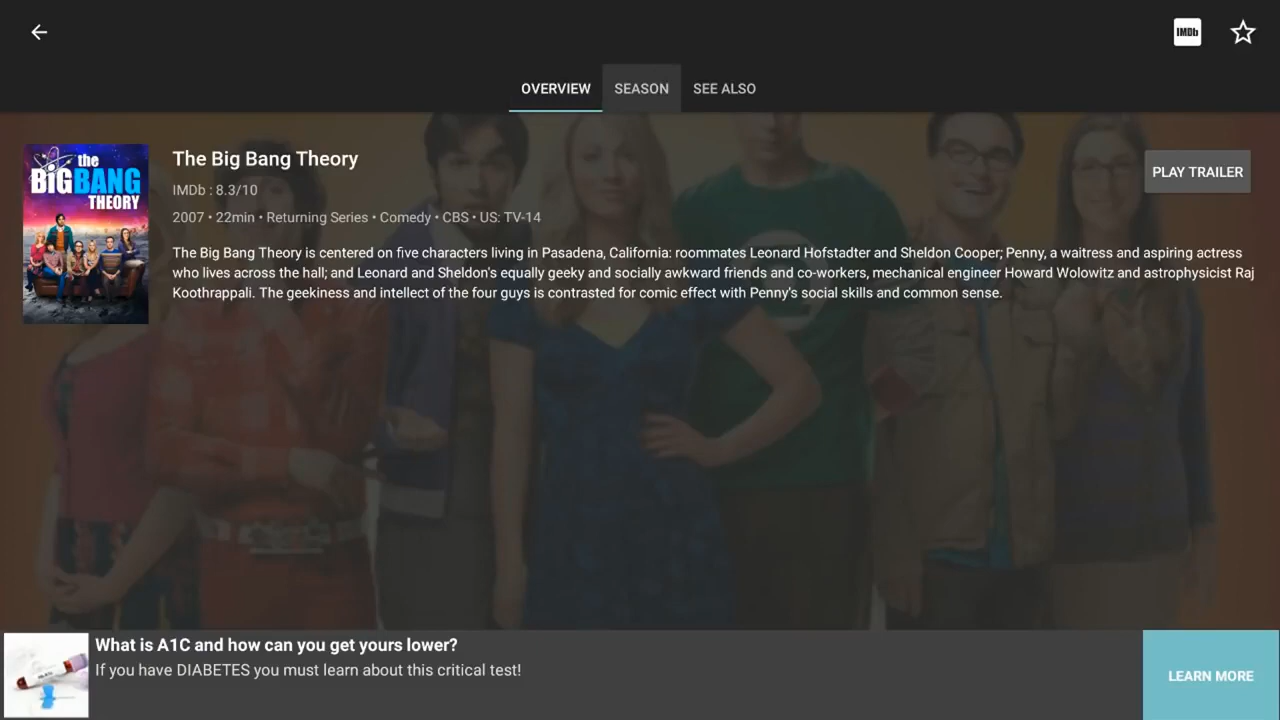 IMDb
OVERVIEW
SEASON
SEE ALSO
the
BIG BANG
THEORY
The Big Bang Theory
IMDb : 8.3/10
2007 • 22min • Returning Series • Comedy • CBS • US: TV-14
PLAY TRAILER
The Big Bang Theory is centered on five characters living in Pasadena, California: roommates Leonard Hofstadter and Sheldon Cooper; Penny, a waitress and aspiring actress
who lives across the hall; and Leonard and Sheldon's equally geeky and socially awkward friends and co-workers, mechanical engineer Howard Wolowitz and astrophysicist Raj
Koothrappali. The geekiness and intellect of the four guys is contrasted for comic effect with Penny's social skills and common sense.
What is A1C and how can you get yours lower?
If you have DIABETES you must learn about this critical test!
LEARN MORE